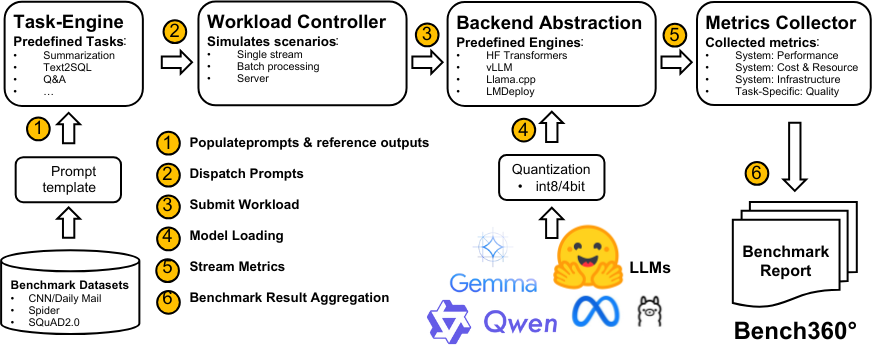 Task-Engine
Predefined Tasks:
• Summarization
• Text2SQL
• Q&A
• …
2
Workload Controller
Simulates scenarios:
• Single stream
• Batch processing
• Server
3
Backend Abstraction
Predefined Engines:
• HF Transformers
• vLLM
• Llama.cpp
• LMDeploy
5
Metrics Collector
Collected metrics:
• System: Performance
• System: Cost & Resource
• System: Infrastructure
• Task-Specific: Quality
1
Prompt
template
Benchmark Datasets
• CNN/Daily Mail
• Spider
• SQuAD2.0
1 Populateprompts & reference outputs
2 Dispatch Prompts
3 Submit Workload
4 Model Loading
5 Stream Metrics
6 Benchmark Result Aggregation
4
Quantization
• int8/4bit
Gemma
LLMs
Qwen
6
Benchmark
Report
Bench360°